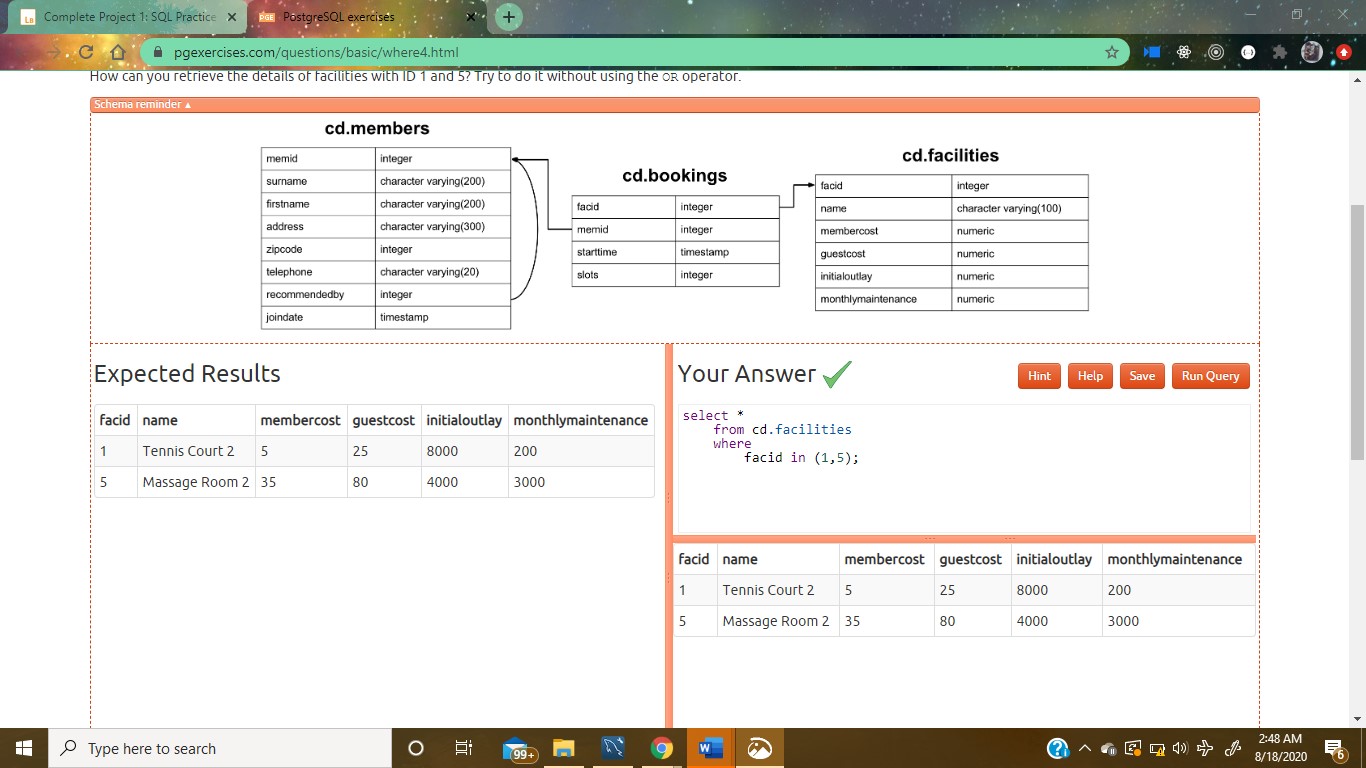 Complete Project 1: SQL Practice
PostgreSQL exercises
pgexercises.com/questions/basic/where4.html
How can you retrieve the details of facilities with ID 1 and 5? Try to do it without using the OR operator.
Schema reminder ▲
cd.members
memid integer
surname character varying(200)
firstname character varying(200)
address character varying(300)
zipcode integer
telephone character varying(20)
recommendedby integer
joindate timestamp
cd.bookings
facid integer
memid integer
starttime timestamp
slots integer
cd.facilities
facid integer
name character varying(100)
membercost numeric
guestcost numeric
initialoutlay numeric
monthlymaintenance numeric
Expected Results
facid name membercost guestcost initialoutlay monthlymaintenance
1 Tennis Court 2 5 25 8000 200
5 Massage Room 2 35 80 4000 3000
Your Answer
Hint Help Save Run Query
select *
from cd.facilities
where
facid in (1,5);
facid name membercost guestcost initialoutlay monthlymaintenance
1 Tennis Court 2 5 25 8000 200
5 Massage Room 2 35 80 4000 3000
Type here to search
99+
2:48 AM
8/18/2020
6